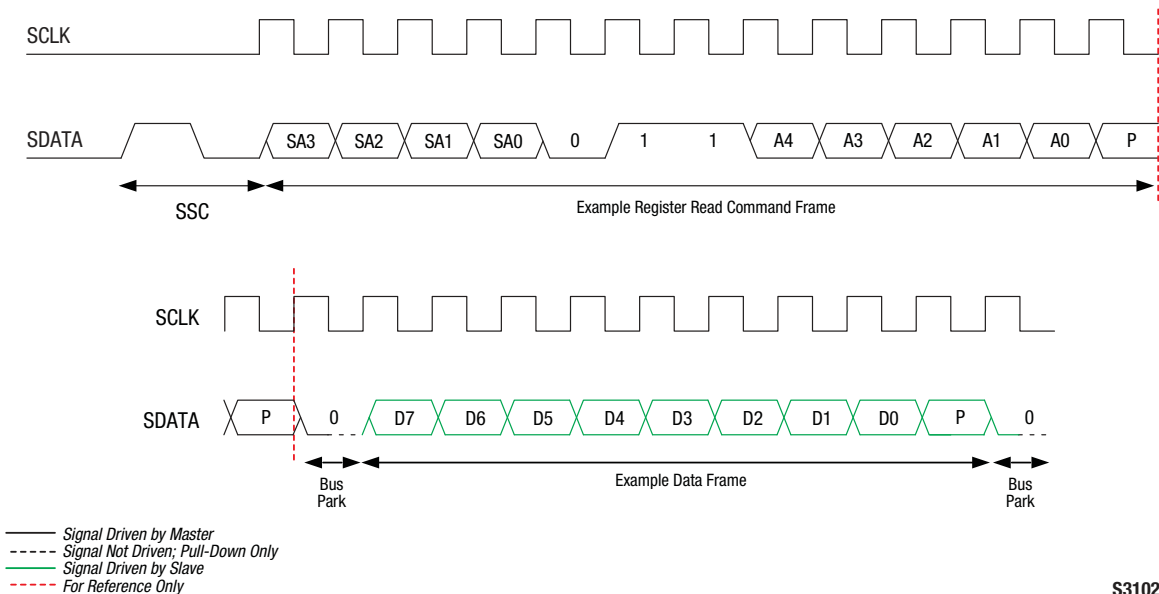 SCLK
SDATA SA3 SA2 SA1 SA0 0 1 1 A4 A3 A2 A1 A0 P
SSC
Example Register Read Command Frame
SCLK
SDATA P 0 D7 D6 D5 D4 D3 D2 D1 D0 P 0
Bus
Park
Example Data Frame
Bus
Park
Signal Driven by Master
Signal Not Driven; Pull-Down Only
Signal Driven by Slave
For Reference Only
S3102